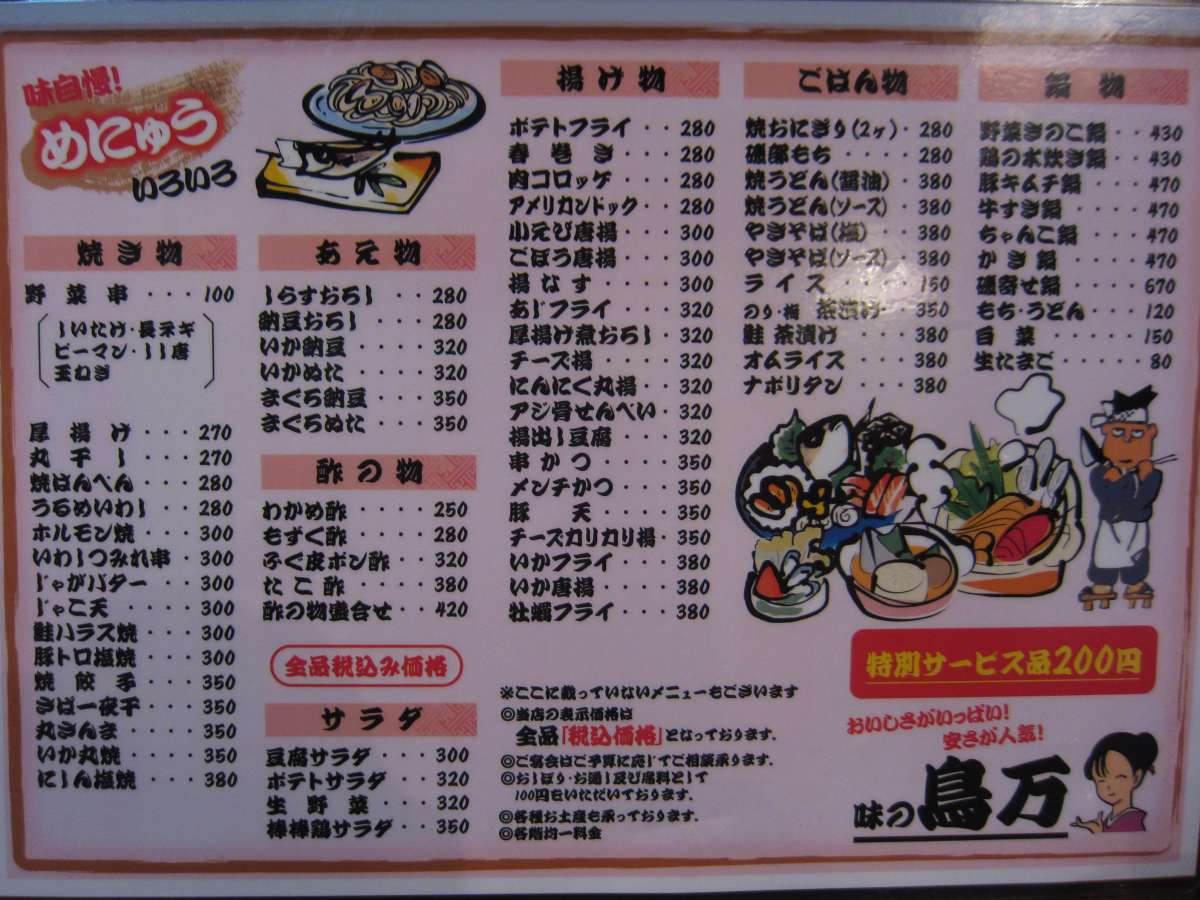 味自慢!
めにゅう
いろいろ
焼き物
野菜串・・・100
しいたけ・長ネギ
ピーマン・しし唐
玉ねぎ
厚揚け・・・270
丸干し・・・270
焼はんぺん・・・280
うるめいわし・・280
ホルモン焼・・・300
いわしつみれ串・300
じゃがバター・・300
じゃこ天・・・300
鮭ハラス焼・・・300
豚トロ塩焼・・・300
焼餃子・・・350
さば一夜干・・・350
丸さんま・・・350
いか丸焼・・・350
にしん塩焼・・・380
あえ物
しらすおろし・・280
納豆おろし・・・280
いか納豆・・・320
いかぬた・・・320
まぐろ納豆・・・350
まぐろぬた・・・350
酢の物
わかめ酢・・・250
もずく酢・・・280
ふぐ皮ポン酢・・320
たこ酢・・・380
酢の物盛合せ・・420
全品税込み価格
サラダ
豆腐サラダ・・・300
ポテトサラダ・・320
生野菜・・・320
棒棒鶏サラダ・・350
揚け物
ポテトフライ・・280
春巻き・・・280
肉コロッケ・・・280
アメリカンドック・・280
小えび唐揚・・・300
ごぼう唐揚・・・300
揚なす・・・・300
あじフライ・・・320
厚揚け煮おろし・320
チーズ揚・・・・320
にんにく丸揚・・320
アジ骨せんべい・320
揚出し豆腐・・・320
串かつ・・・・350
メンチかつ・・・350
豚天・・・・350
チーズカリカリ揚・350
いかフライ・・・380
いか唐揚・・・・380
牡蠣フライ・・・380
※ここに載っていないメニューもございます
◎当店の表示価格は
全品「税込価格」となっております.
◎ご宴会はご予算に応じてご相談承ります.
◎おしぼり・お通し及び席料として
100円をいただいております.
◎各種お土産も承っております.
◎各階均一料金
ごはん物
焼おにぎり(2ヶ)・280
磯部もち・・・・280
焼うどん(醤油)・380
焼うどん(ソース)・380
やきそば(塩)・・380
やきそば(ソース)・380
ライス・・・150
のり・梅 茶漬け・・350
鮭 茶漬け・・・380
オムライス・・・380
ナポリタン・・・380
鍋物
野菜きのこ鍋・・430
鶏の水炊き鍋・・430
豚キムチ鍋・・・470
牛すき鍋・・・・470
ちゃんこ鍋・・・470
かき鍋・・・・470
磯寄せ鍋・・・・670
もち・うどん・・・120
白菜・・・・・150
生たまご・・・・80
特別サービス品200円
おいしさがいっぱい!
安さが人気!
味の鳥万